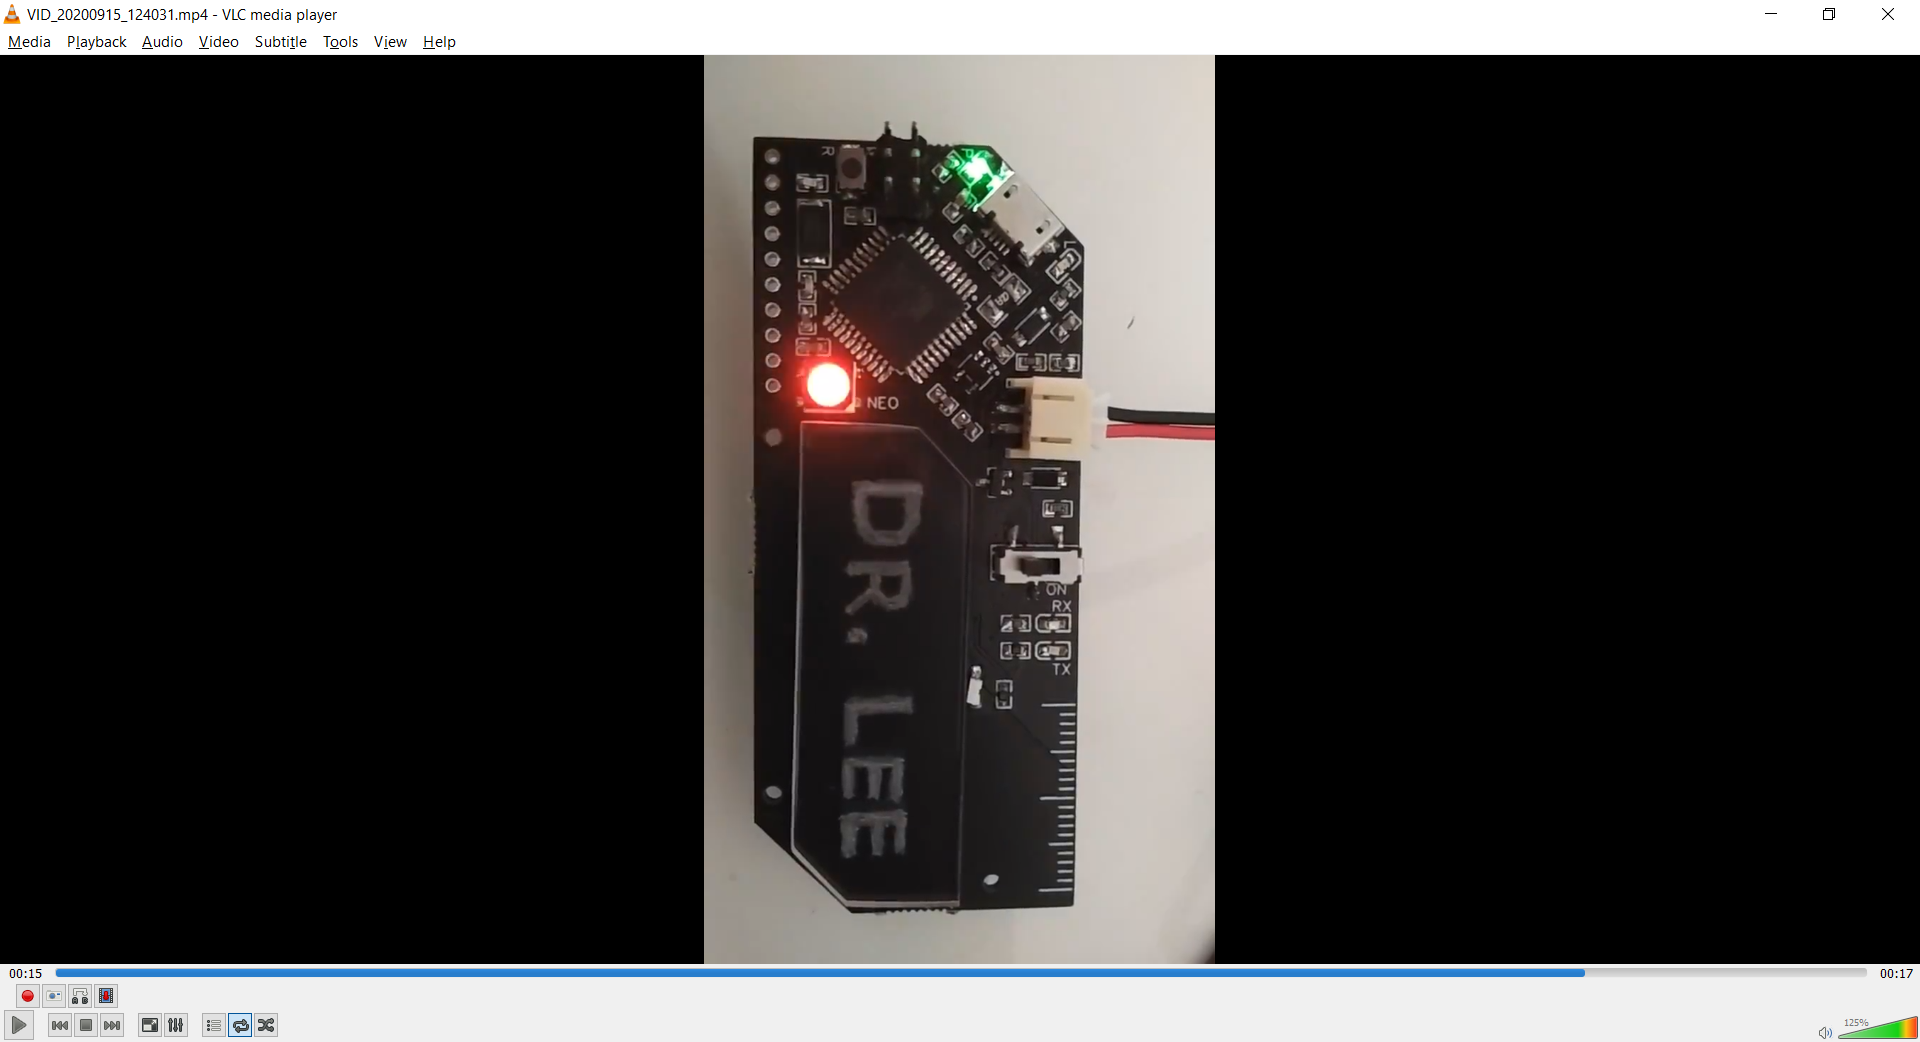 VID_20200915_124031.mp4 - VLC media player
Media Playback Audio Video Subtitle Tools View Help
R
P
L
NEO
DR. LEE
ON
RX
TX
00:15
00:17
125%